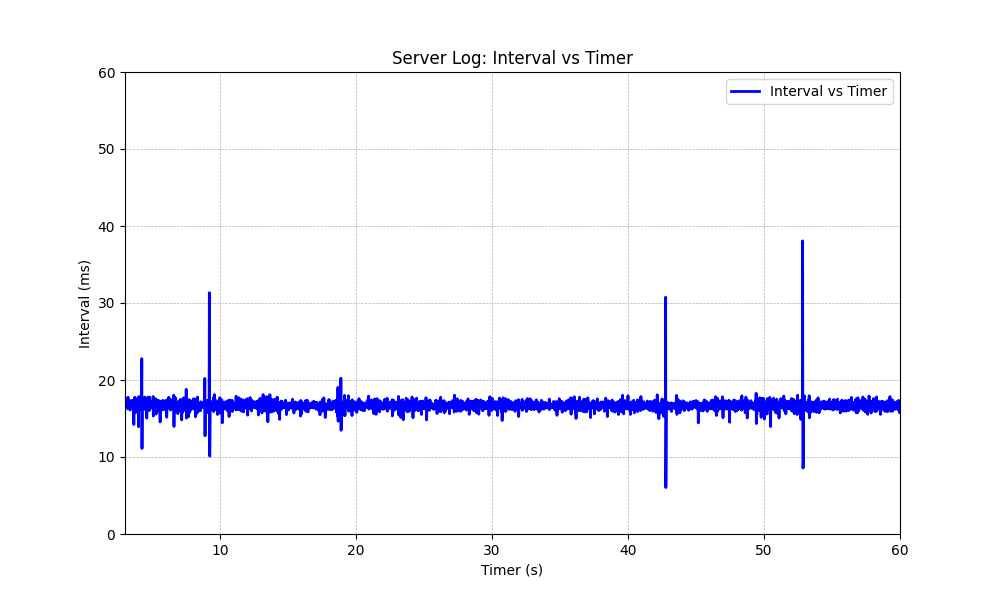 Server Log: Interval vs Timer
Interval vs Timer
60
50
40
30
20
10
0
Interval (ms)
10 20 30 40 50 60
Timer (s)